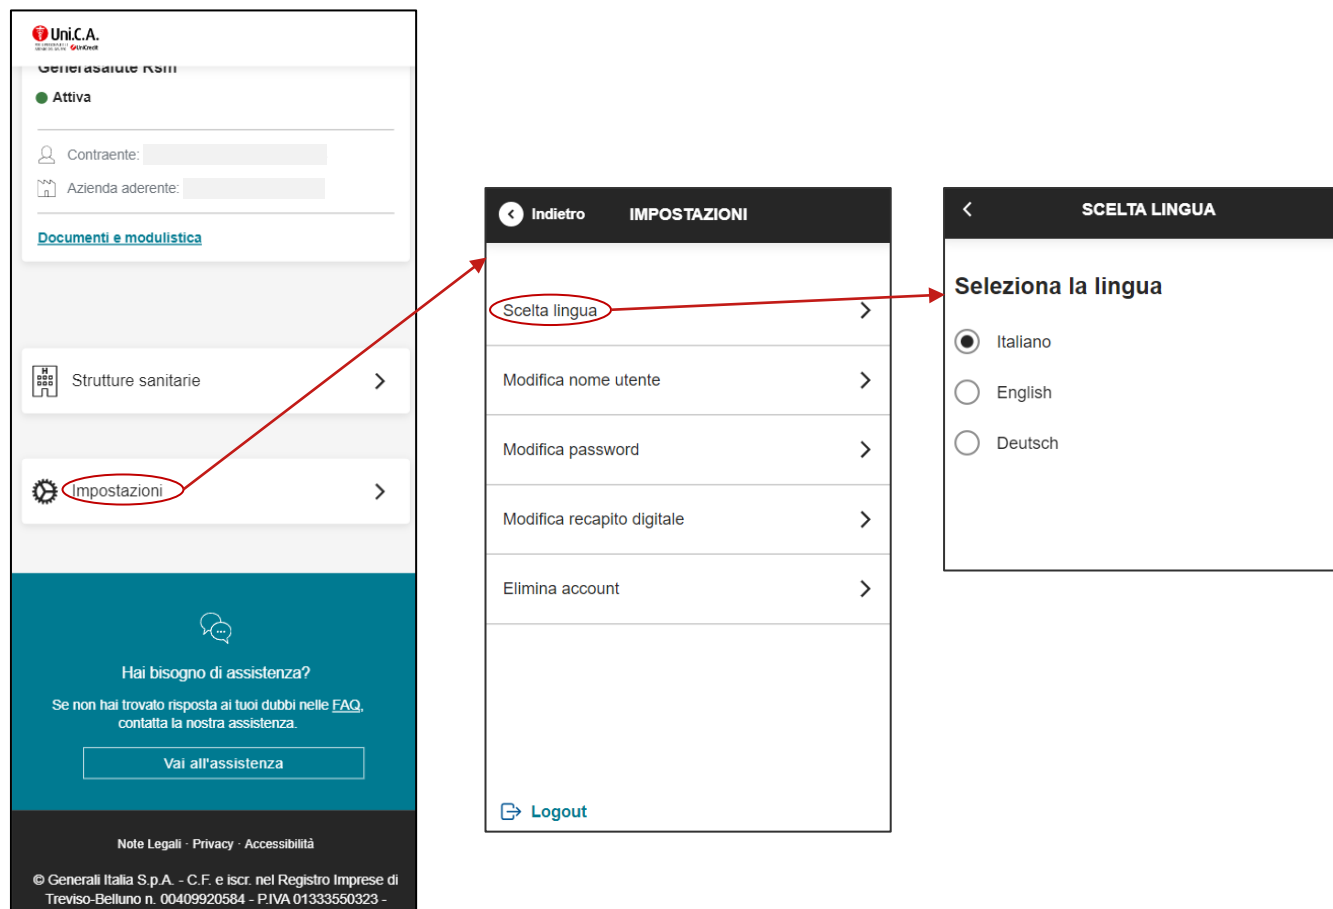 Uni.C.A.
UniCredit
Generasalute Rsm
Attiva
Contraente:
Azienda aderente:
Documenti e modulistica
Strutture sanitarie
Impostazioni
Hai bisogno di assistenza?
Se non hai trovato risposta ai tuoi dubbi nelle FAQ,
contatta la nostra assistenza.
Vai all'assistenza
Note Legali · Privacy · Accessibilità
© Generali Italia S.p.A. - C.F. e iscr. nel Registro Imprese di
Treviso-Belluno n. 00409920584 - P.IVA 01333550323 -
Indietro
IMPOSTAZIONI
Scelta lingua
Modifica nome utente
Modifica password
Modifica recapito digitale
Elimina account
Logout
SCELTA LINGUA
Seleziona la lingua
Italiano
English
Deutsch